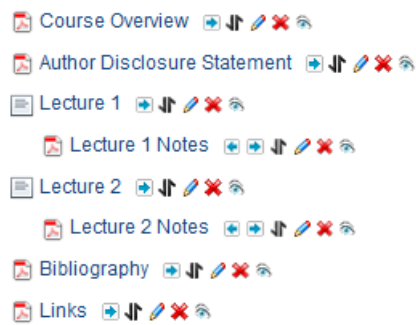 Course Overview
Author Disclosure Statement
Lecture 1
Lecture 1 Notes
Lecture 2
Lecture 2 Notes
Bibliography
Links